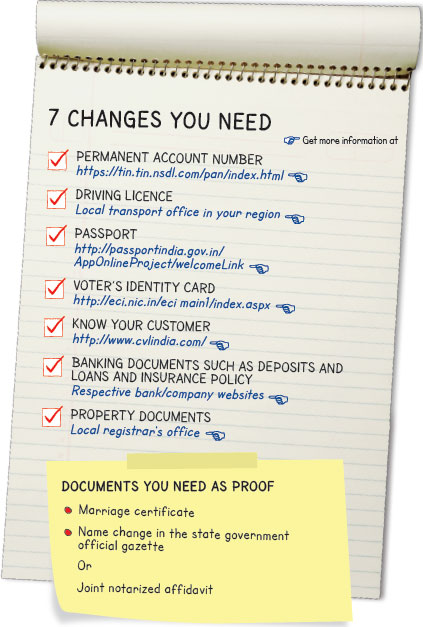 7 CHANGES YOU NEED
Get more information at
PERMANENT ACCOUNT NUMBER
https://tin.tin.nsdl.com/pan/index.html
DRIVING LICENCE
Local transport office in your region
PASSPORT
http://passportindia.gov.in/
AppOnlineProject/welcomeLink
VOTER'S IDENTITY CARD
http://eci.nic.in/eci main1/index.aspx
KNOW YOUR CUSTOMER
http://www.cvlindia.com/
BANKING DOCUMENTS SUCH AS DEPOSITS AND
LOANS AND INSURANCE POLICY
Respective bank/company websites
PROPERTY DOCUMENTS
Local registrar's office
DOCUMENTS YOU NEED AS PROOF
Marriage certificate
Name change in the state government
official gazette
Or
Joint notarized affidavit